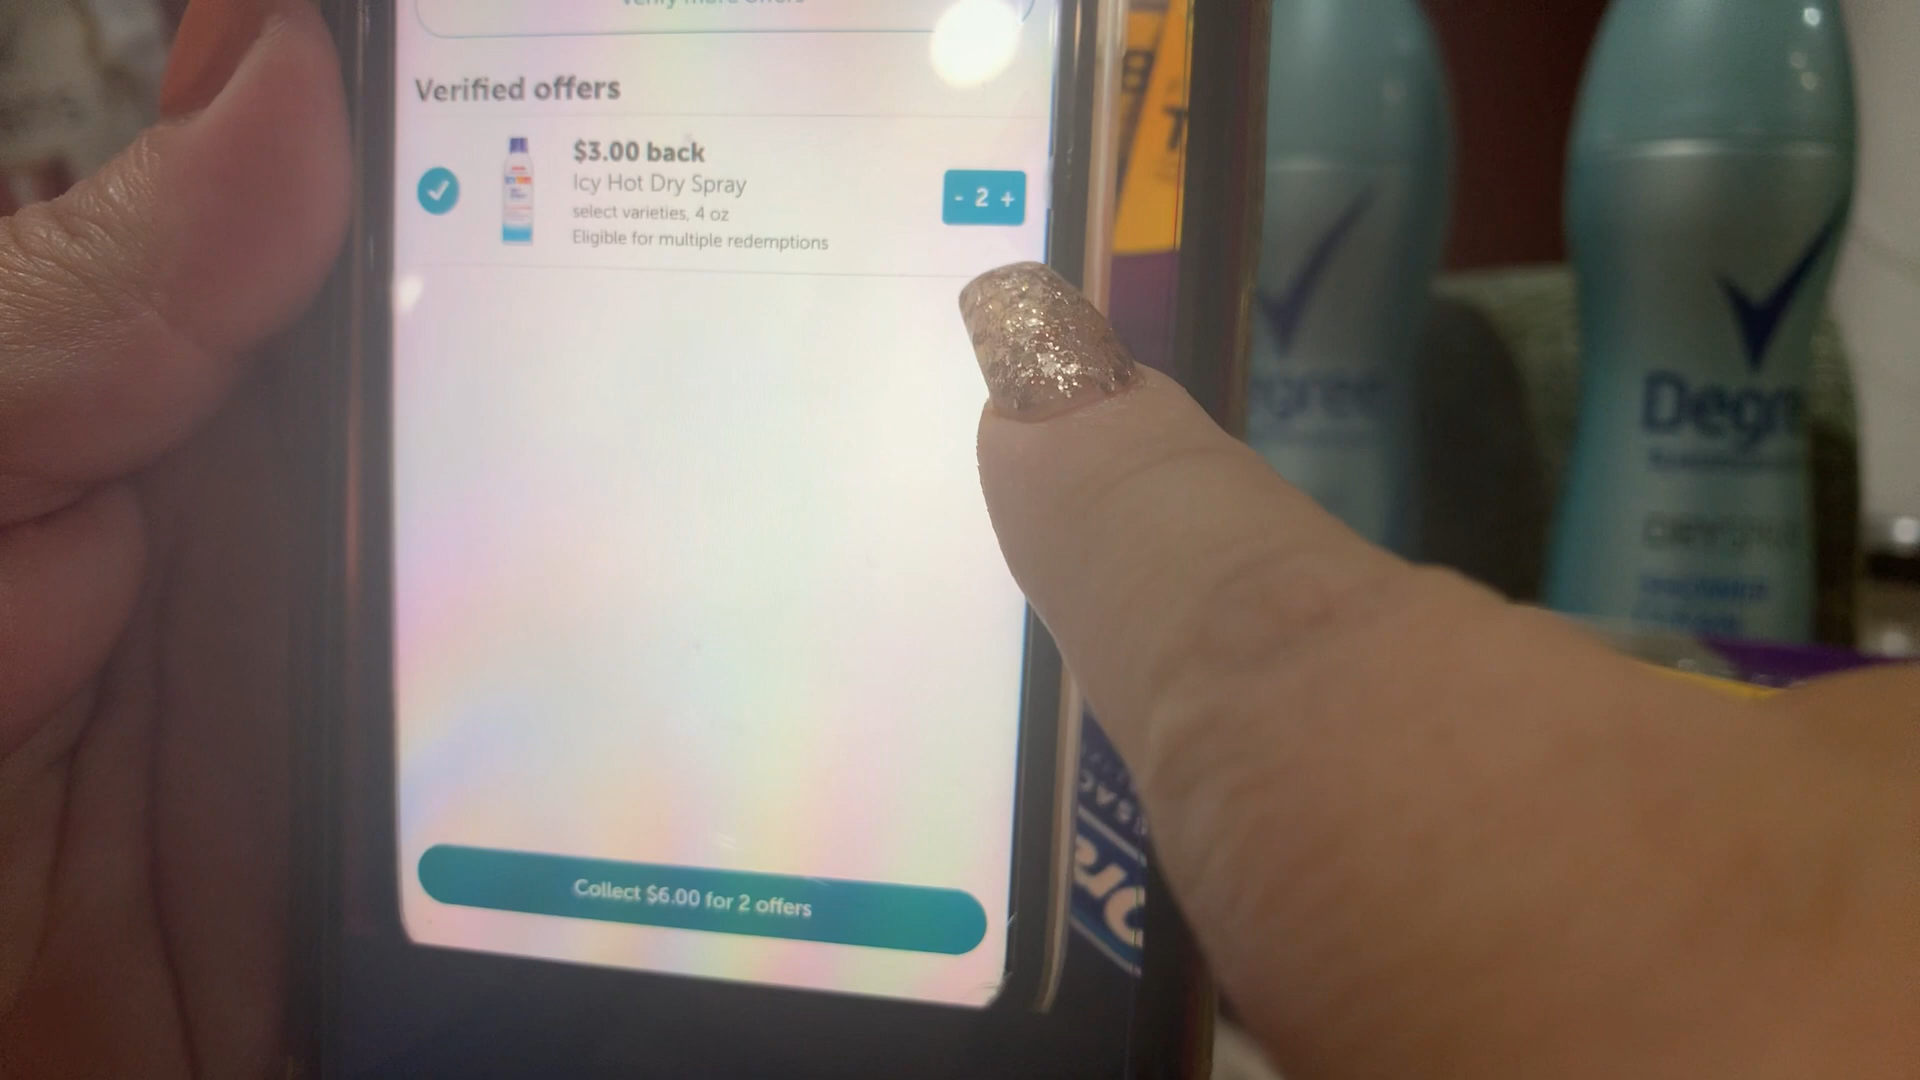 Verified offers
$3.00 back
Icy Hot Dry Spray
select varieties, 4 oz
Eligible for multiple redemptions
- 2 +
Collect $6.00 for 2 offers
Degr